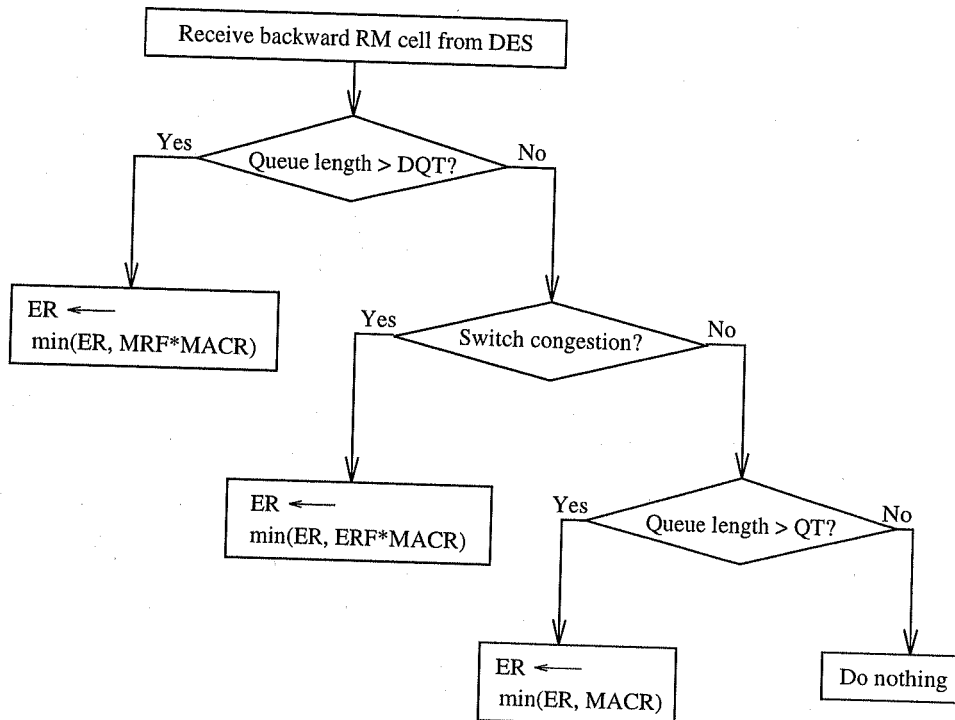 Receive backward RM cell from DES
Yes
Queue length > DQT?
No
ER ←
min(ER, MRF*MACR)
Yes
Switch congestion?
No
ER ←
min(ER, ERF*MACR)
Yes
Queue length > QT?
No
ER ←
min(ER, MACR)
Do nothing